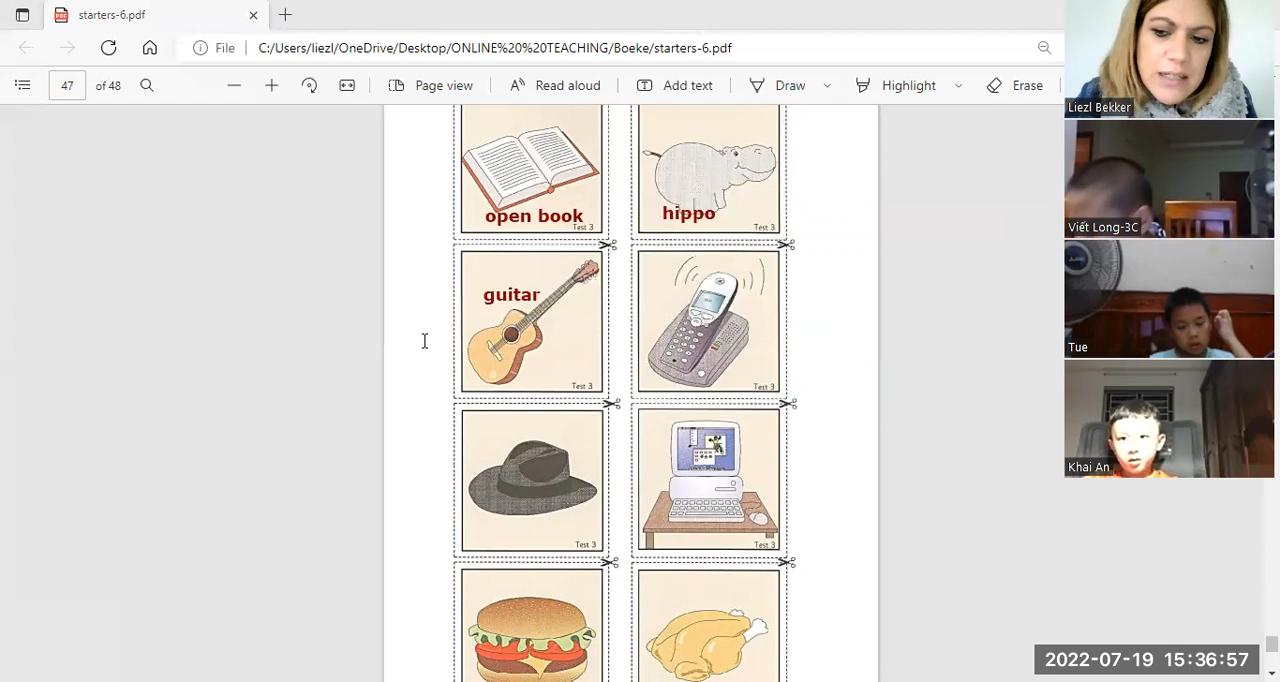 starters-6.pdf
File
C:/Users/liezl/OneDrive/Desktop/ONLINE%20%20TEACHING/Boeke/starters-6.pdf
47 of 48
Page view
Read aloud
Add text
Draw
Highlight
Erase
Liezl Bekker
Viết Long-3C
Tue
Khai An
open book
Test 3
hippo
Test 3
guitar
Test 3
Test 3
Test 3
Test 3
2022-07-19 15:36:57